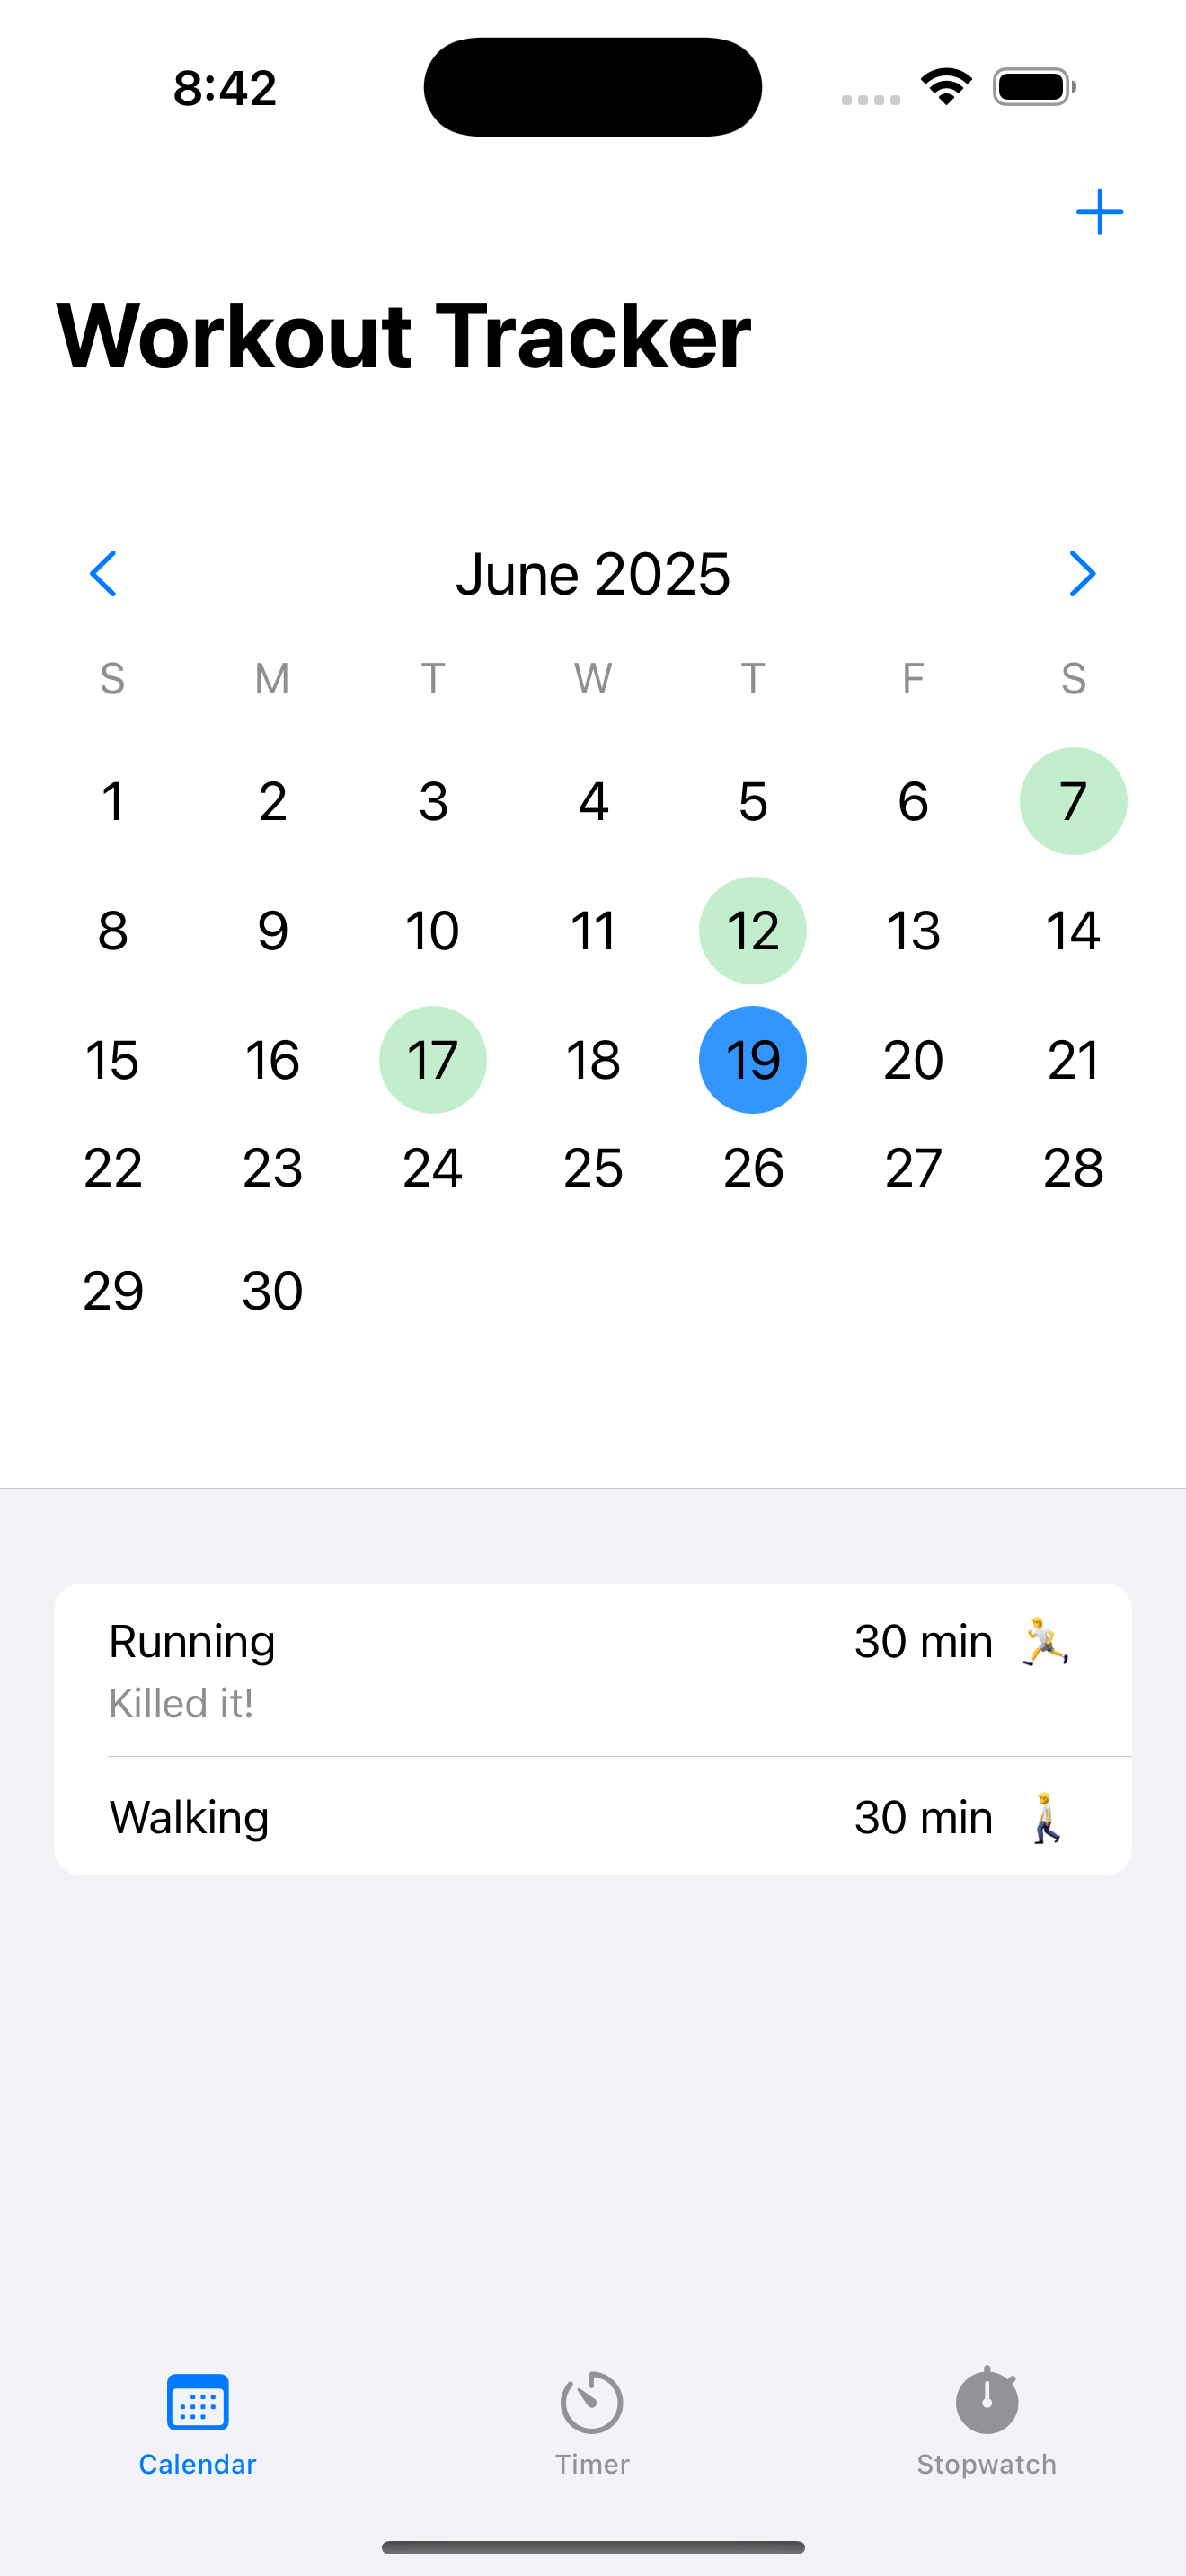 8:42
Workout Tracker
June 2025
S M T W T F S
1 2 3 4 5 6 7
8 9 10 11 12 13 14
15 16 17 18 19 20 21
22 23 24 25 26 27 28
29 30
Running 30 min
Killed it!
Walking 30 min
Calendar Timer Stopwatch